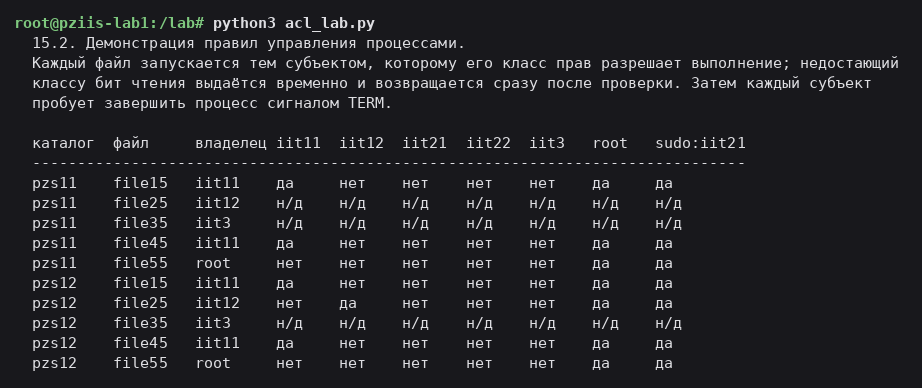 root@pziis-lab1:/lab# python3 acl_lab.py
15.2. Демонстрация правил управления процессами.
Каждый файл запускается тем субъектом, которому его класс прав разрешает выполнение; недостающий
классу бит чтения выдаётся временно и возвращается сразу после проверки. Затем каждый субъект
пробует завершить процесс сигналом TERM.
каталог файл владелец iit11 iit12 iit21 iit22 iit3 root sudo:iit21
-------------------------------------------------------------------------------
pzs11 file15 iit11 да нет нет нет нет да да
pzs11 file25 iit12 н/д н/д н/д н/д н/д н/д н/д
pzs11 file35 iit3 н/д н/д н/д н/д н/д н/д н/д
pzs11 file45 iit11 да нет нет нет нет да да
pzs11 file55 root нет нет нет нет нет да да
pzs12 file15 iit11 да нет нет нет нет да да
pzs12 file25 iit12 нет да нет нет нет да да
pzs12 file35 iit3 н/д н/д н/д н/д н/д н/д н/д
pzs12 file45 iit11 да нет нет нет нет да да
pzs12 file55 root нет нет нет нет нет да да